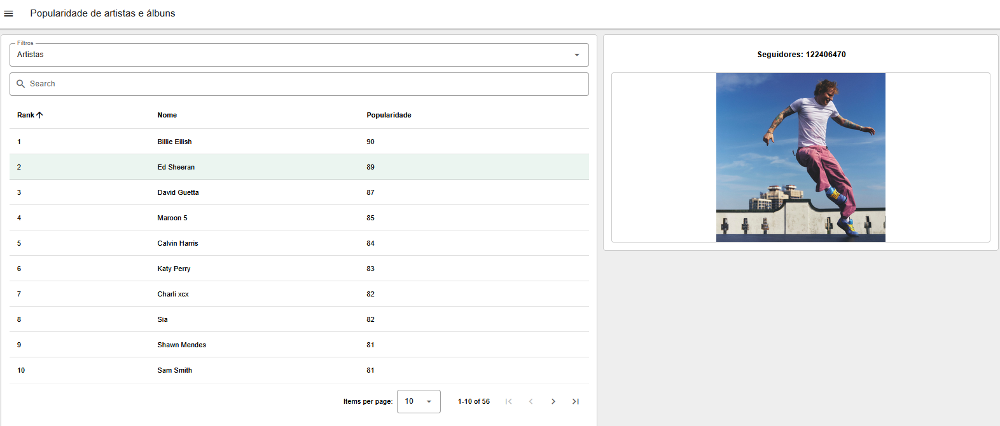 Popularidade de artistas e álbuns
Filtros
Artistas
Search
Rank Nome Popularidade
1 Billie Eilish 90
2 Ed Sheeran 89
3 David Guetta 87
4 Maroon 5 85
5 Calvin Harris 84
6 Katy Perry 83
7 Charli xcx 82
8 Sia 82
9 Shawn Mendes 81
10 Sam Smith 81
Items per page: 10 1-10 of 56
Seguidores: 122406470